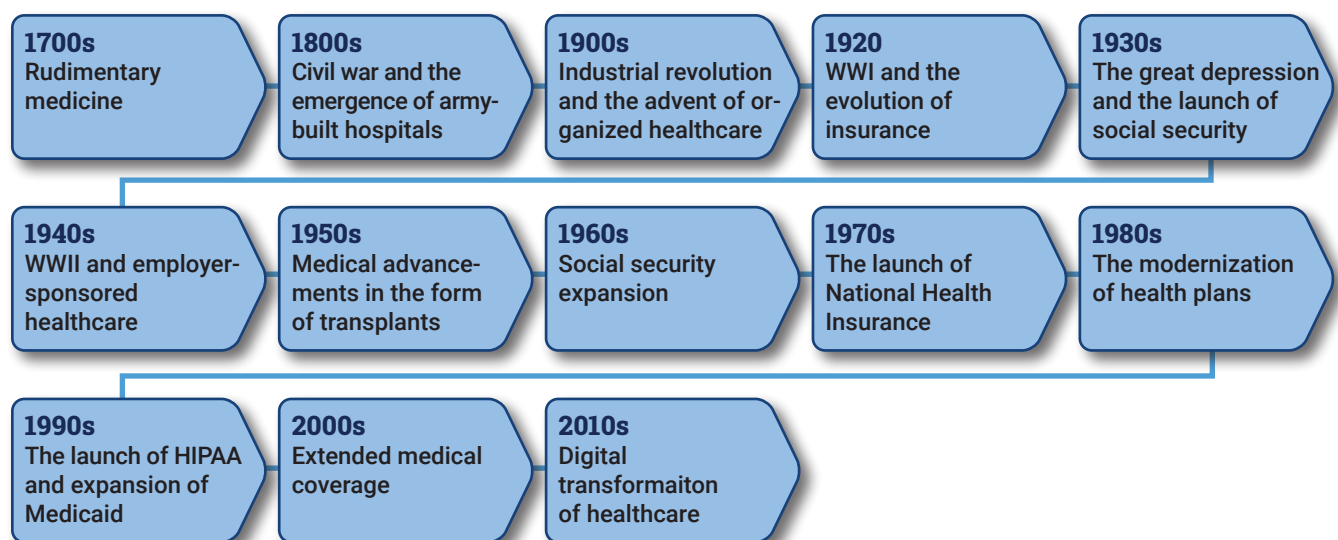 1700s
Rudimentary
medicine
1800s
Civil war and the
emergence of army-
built hospitals
1900s
Industrial revolution
and the advent of or-
ganized healthcare
1920
WWI and the
evolution of
insurance
1930s
The great depression
and the launch of
social security
1940s
WWII and employer-
sponsored
healthcare
1950s
Medical advance-
ments in the form
of transplants
1960s
Social security
expansion
1970s
The launch of
National Health
Insurance
1980s
The modernization
of health plans
1990s
The launch of HIPAA
and expansion of
Medicaid
2000s
Extended medical
coverage
2010s
Digital
transformaiton
of healthcare